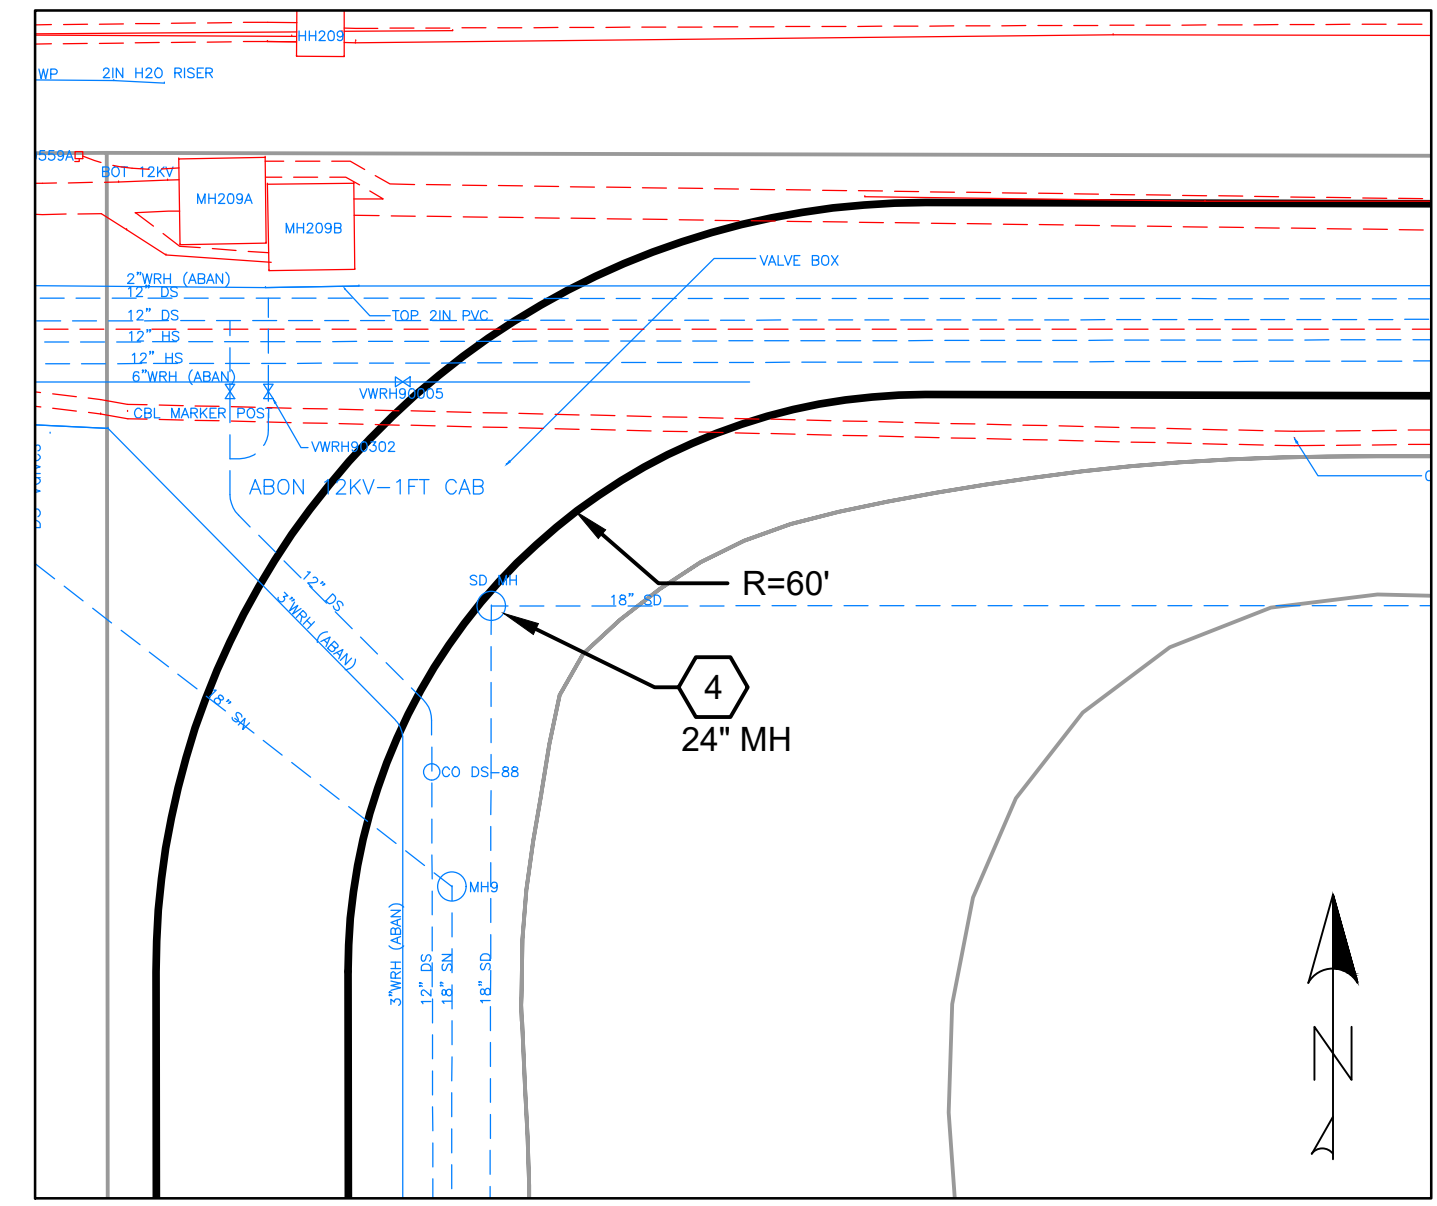 HH209
WP
2IN H2O RISER
559A
BOT 12KV
MH209A
MH209B
VALVE BOX
2"WRH (ABAN)
12" DS
12" DS
TOP 2IN PVC
12" HS
12" HS
6"WRH (ABAN)
VWRH90005
CBL MARKER POST
VWRH90302
ABON 12KV-1FT CAB
SD MH
R=60'
12" DS
18" SD
3"WRH (ABAN)
4
24" MH
18" SN
CO DS-88
MH9
3"WRH (ABAN)
12" DS
18" SN
18" SD
N